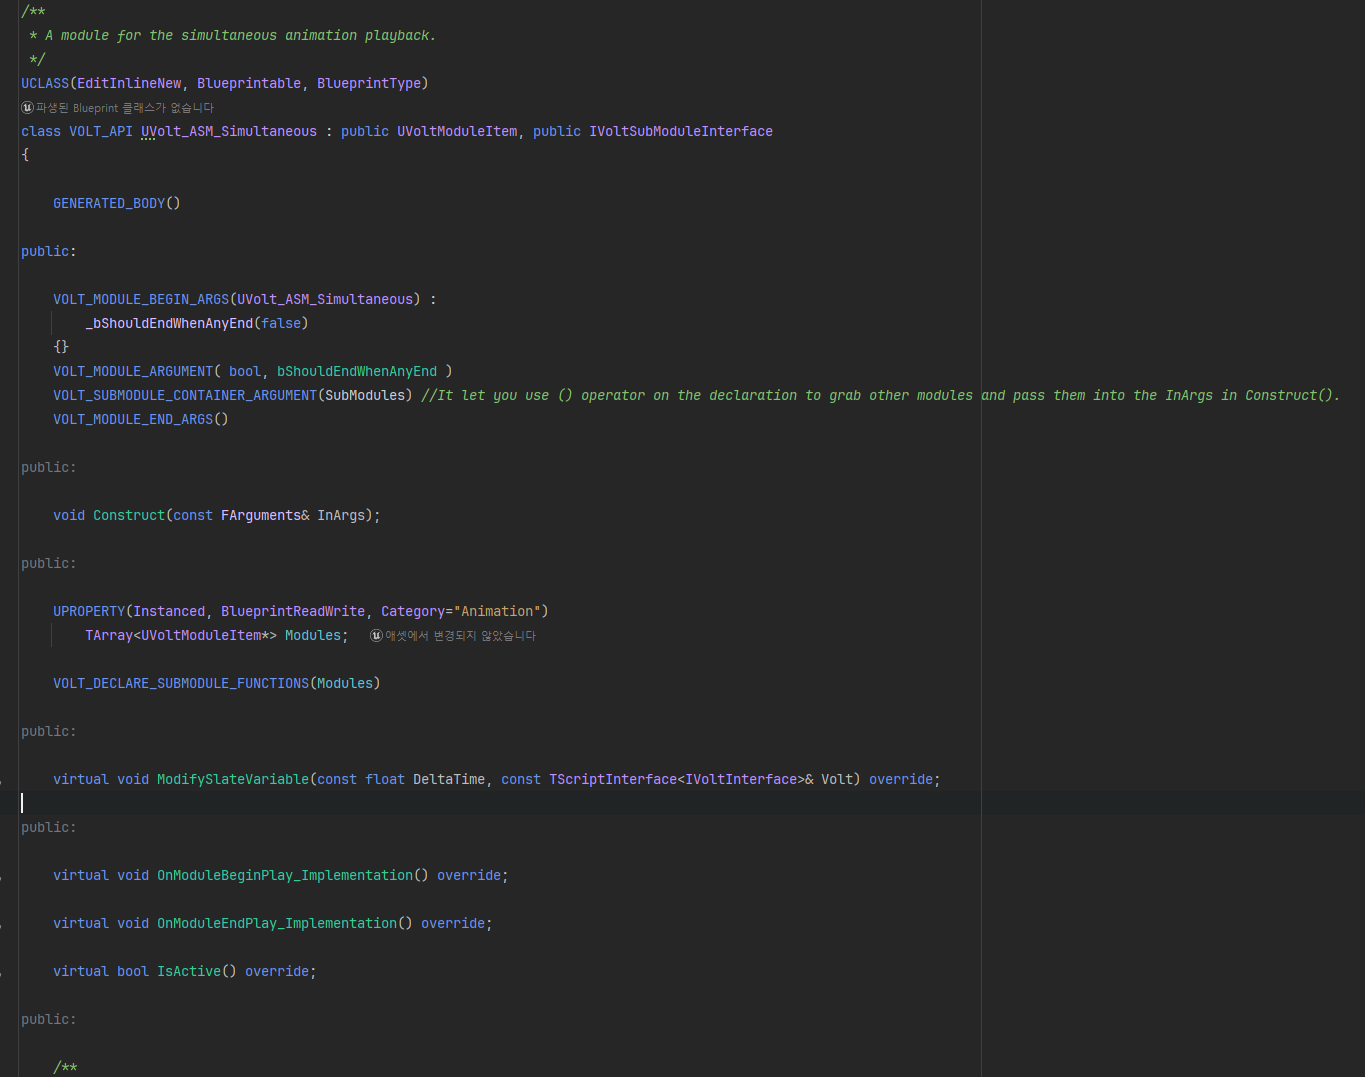 /**
 * A module for the simultaneous animation playback.
 */
UCLASS(EditInlineNew, Blueprintable, BlueprintType)
파생된 Blueprint 클래스가 없습니다
class VOLT_API UVolt_ASM_Simultaneous : public UVoltModuleItem, public IVoltSubModuleInterface
{
GENERATED_BODY()
public:
VOLT_MODULE_BEGIN_ARGS(UVolt_ASM_Simultaneous) :
_bShouldEndWhenAnyEnd(false)
{}
VOLT_MODULE_ARGUMENT( bool, bShouldEndWhenAnyEnd )
VOLT_SUBMODULE_CONTAINER_ARGUMENT(SubModules) //It let you use () operator on the declaration to grab other modules and pass them into the InArgs in Construct().
VOLT_MODULE_END_ARGS()
public:
void Construct(const FArguments& InArgs);
public:
UPROPERTY(Instanced, BlueprintReadWrite, Category="Animation")
TArray<UVoltModuleItem*> Modules; 애셋에서 변경되지 않았습니다
VOLT_DECLARE_SUBMODULE_FUNCTIONS(Modules)
public:
virtual void ModifySlateVariable(const float DeltaTime, const TScriptInterface<IVoltInterface>& Volt) override;
public:
virtual void OnModuleBeginPlay_Implementation() override;
virtual void OnModuleEndPlay_Implementation() override;
virtual bool IsActive() override;
public:
/**